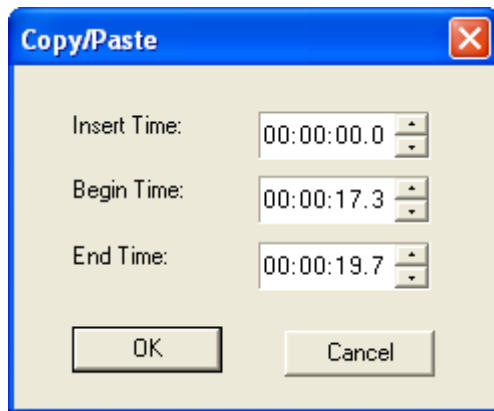 Copy/Paste
Insert Time: 00:00:00.0
Begin Time: 00:00:17.3
End Time: 00:00:19.7
OK Cancel